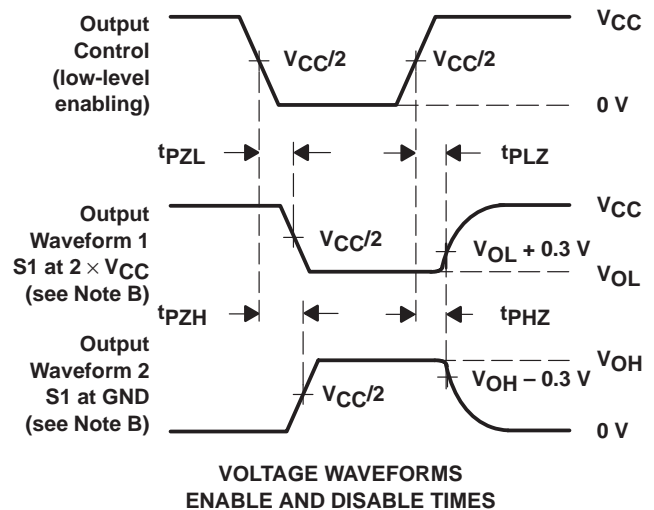 Output
Control
(low-level
enabling)
VCC
VCC/2
VCC/2
0 V
tPZL
tPLZ
Output
Waveform 1
S1 at 2 × VCC
(see Note B)
VCC
VCC/2
VOL + 0.3 V
VOL
tPZH
tPHZ
Output
Waveform 2
S1 at GND
(see Note B)
VOH
VCC/2
VOH − 0.3 V
0 V
VOLTAGE WAVEFORMS
ENABLE AND DISABLE TIMES